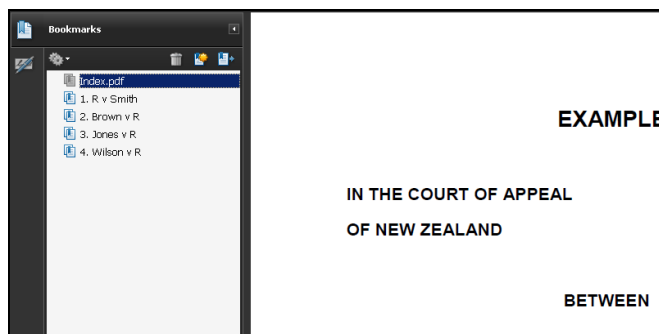 Bookmarks
Index.pdf
1. R v Smith
2. Brown v R
3. Jones v R
4. Wilson v R
EXAMPLE
IN THE COURT OF APPEAL
OF NEW ZEALAND
BETWEEN